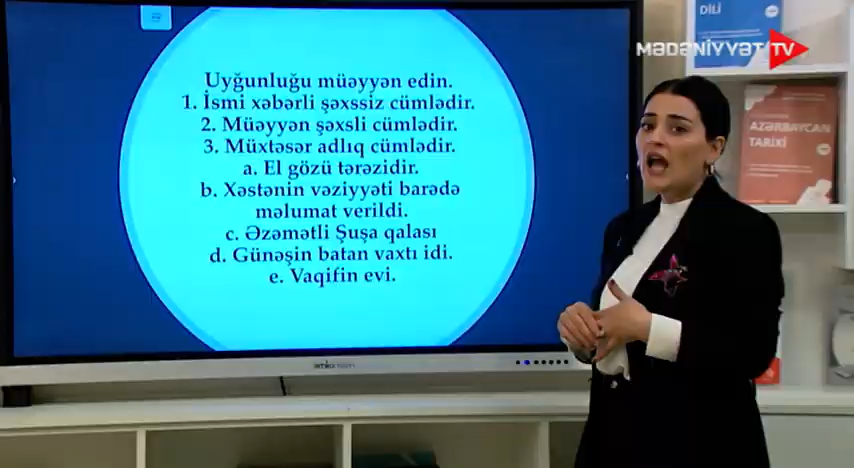 DİLİ
MƏDƏNİYYƏT TV
AZƏRBAYCAN
TARİXİ
Uyğunluğu müəyyən edin.
1. İsmi xəbərli şəxssiz cümlədir.
2. Müəyyən şəxsli cümlədir.
3. Müxtəsər adlıq cümlədir.
a. El gözü tərəzidir.
b. Xəstənin vəziyyəti barədə
məlumat verildi.
c. Əzəmətli Şuşa qalası
d. Günəşin batan vaxtı idi.
e. Vaqifin evi.